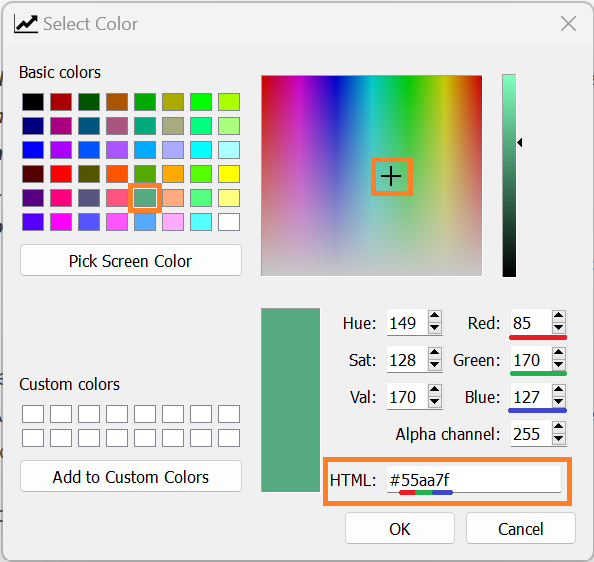 Select Color
Basic colors
Pick Screen Color
Hue: 149 Red: 85
Sat: 128 Green: 170
Val: 170 Blue: 127
Alpha channel: 255
Custom colors
Add to Custom Colors
HTML: #55aa7f
OK Cancel